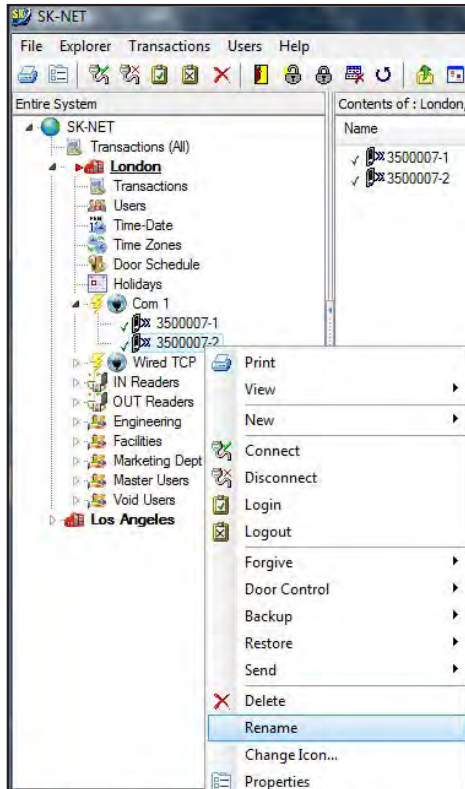 SK-NET
File Explorer Transactions Users Help
Entire System
Contents of : London,
SK-NET
Name
Transactions (All)
London
3500007-1
Transactions
3500007-2
Users
Time-Date
Time Zones
Door Schedule
Holidays
Com 1
3500007-1
3500007-2
Wired TCP
IN Readers
OUT Readers
Engineering
Facilities
Marketing Dept
Master Users
Void Users
Los Angeles
Print
View
New
Connect
Disconnect
Login
Logout
Forgive
Door Control
Backup
Restore
Send
Delete
Rename
Change Icon...
Properties